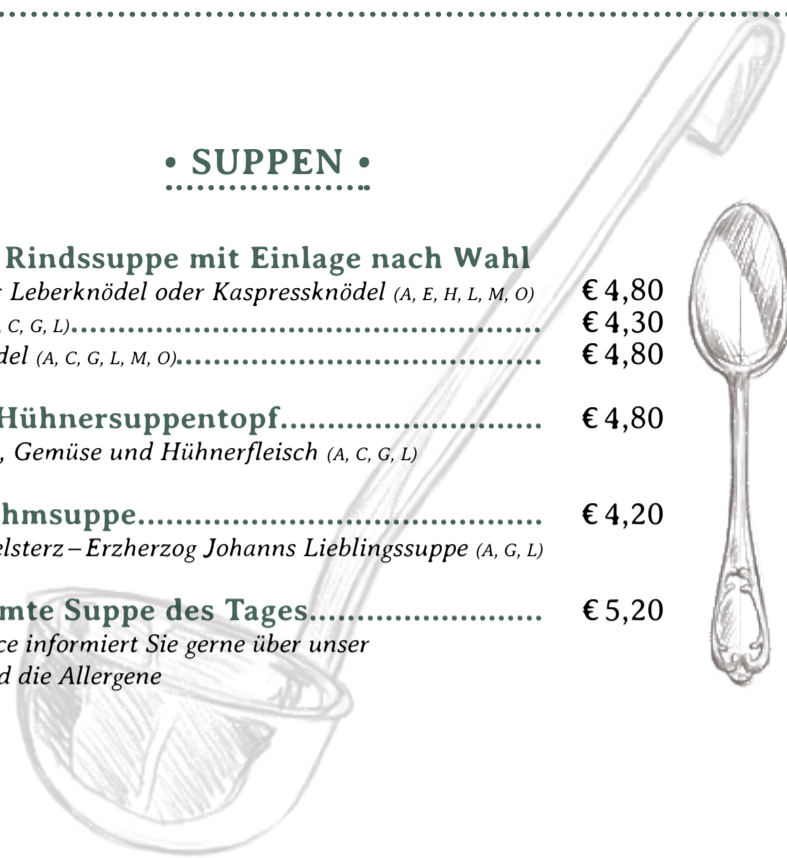 • SUPPEN •
Rindssuppe mit Einlage nach Wahl
Leberknödel oder Kaspressknödel (A, E, H, L, M, O) € 4,80
C, G, L)........................................................ € 4,30
(A, C, G, L, M, O)............................................ € 4,80
Hühnersuppentopf............................ € 4,80
, Gemüse und Hühnerfleisch (A, C, G, L)
hmsuppe........................................... € 4,20
elsterz – Erzherzog Johanns Lieblingssuppe (A, G, L)
mte Suppe des Tages......................... € 5,20
ce informiert Sie gerne über unser
d die Allergene